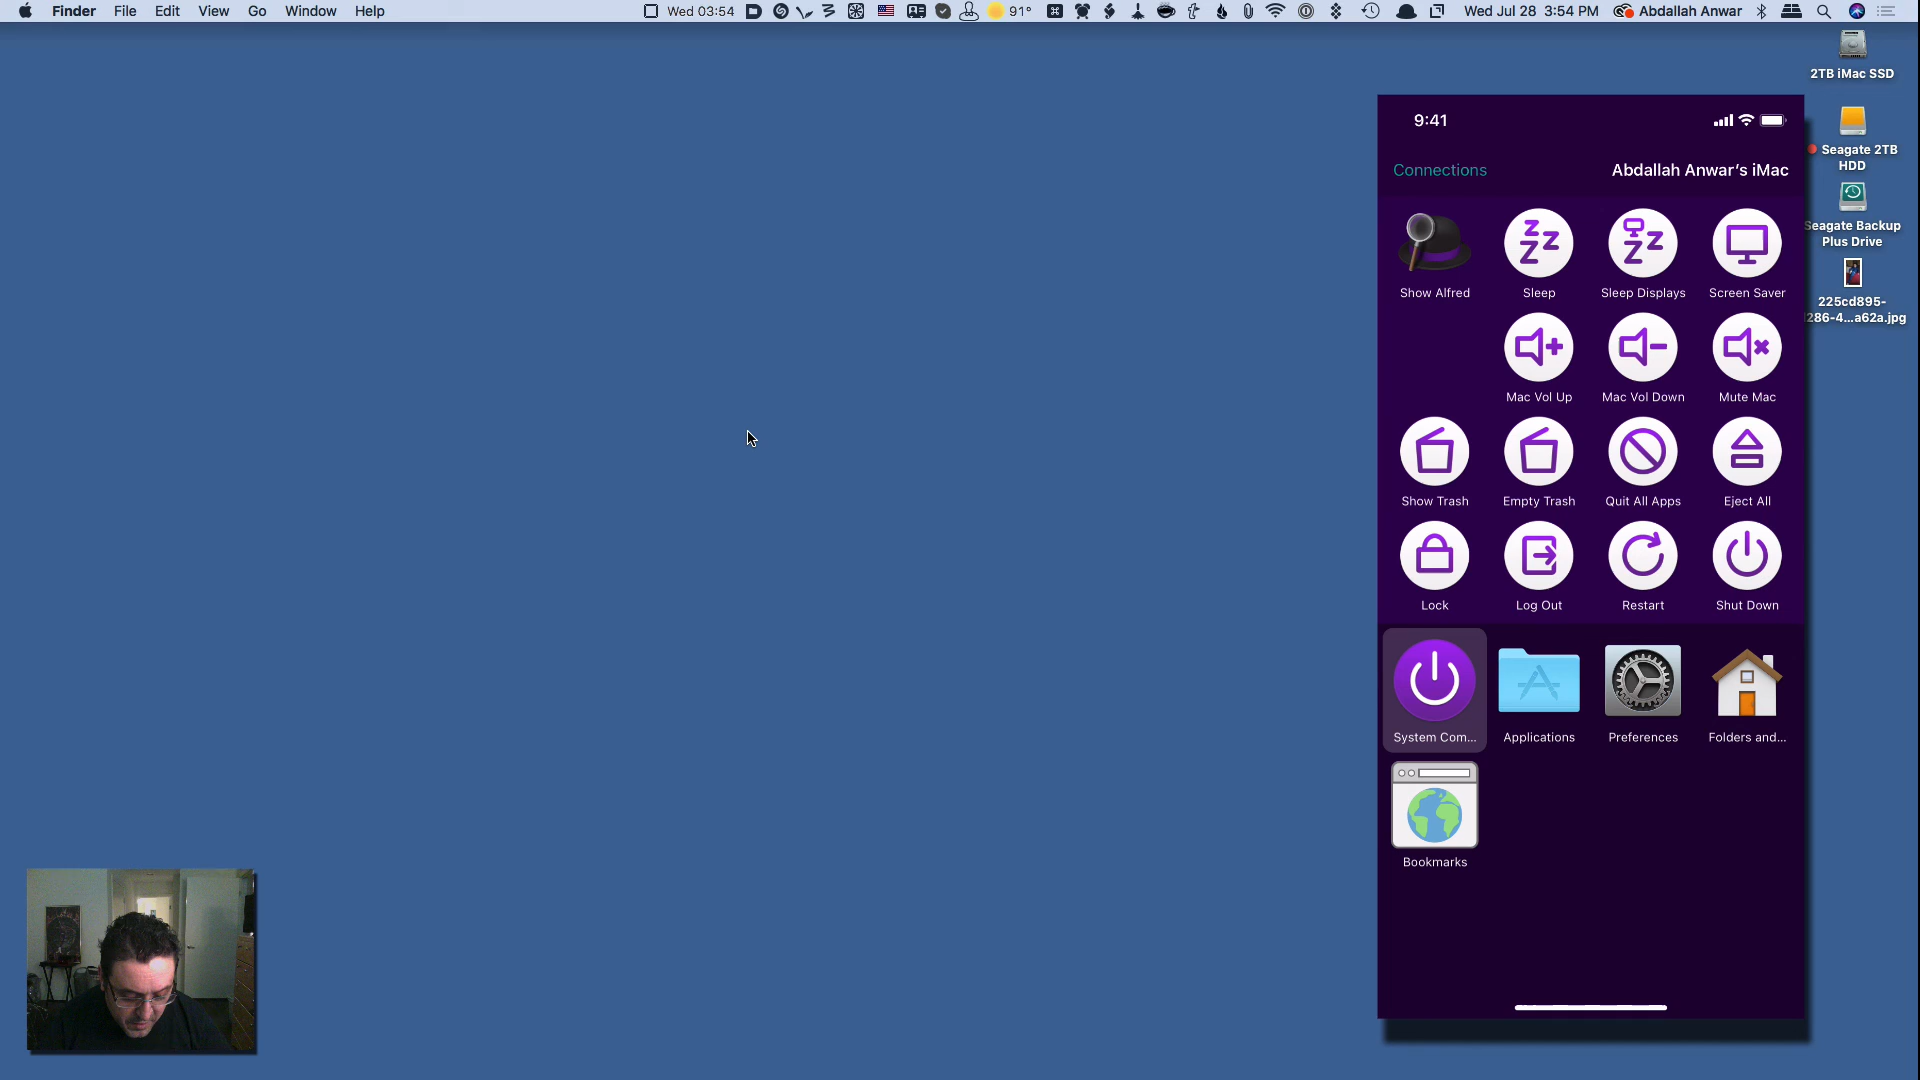 Finder File Edit View Go Window Help
Wed 03:54
91°
Wed Jul 28 3:54 PM
Abdallah Anwar
2TB iMac SSD
Seagate 2TB
HDD
Seagate Backup
Plus Drive
225cd895-
286-4...a62a.jpg
9:41
Connections
Abdallah Anwar's iMac
Show Alfred
Sleep
Sleep Displays
Screen Saver
Mac Vol Up
Mac Vol Down
Mute Mac
Show Trash
Empty Trash
Quit All Apps
Eject All
Lock
Log Out
Restart
Shut Down
System Com...
Applications
Preferences
Folders and...
Bookmarks